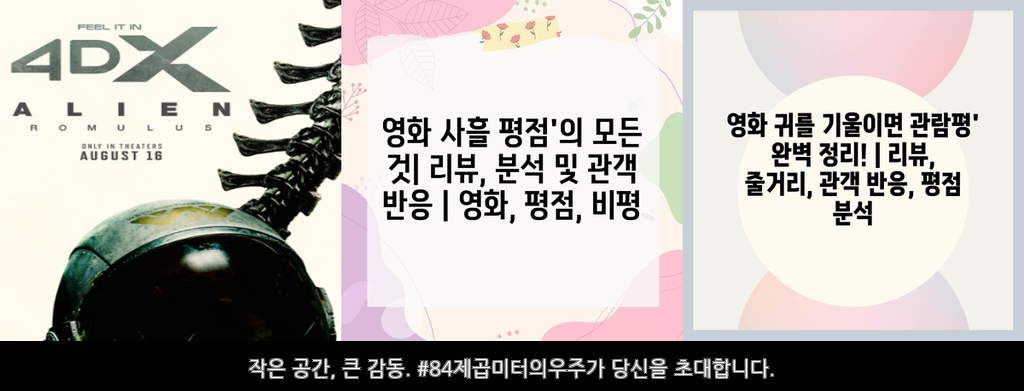 FEEL IT IN
4DX
ALIEN
ROMULUS
ONLY IN THEATERS
AUGUST 16
영화 사흘 평점'의 모든
것| 리뷰, 분석 및 관객
반응 | 영화, 평점, 비평
영화 귀를 기울이면 관람평'
완벽 정리! | 리뷰,
줄거리, 관객 반응, 평점
분석
작은 공간, 큰 감동. #84제곱미터의우주가 당신을 초대합니다.